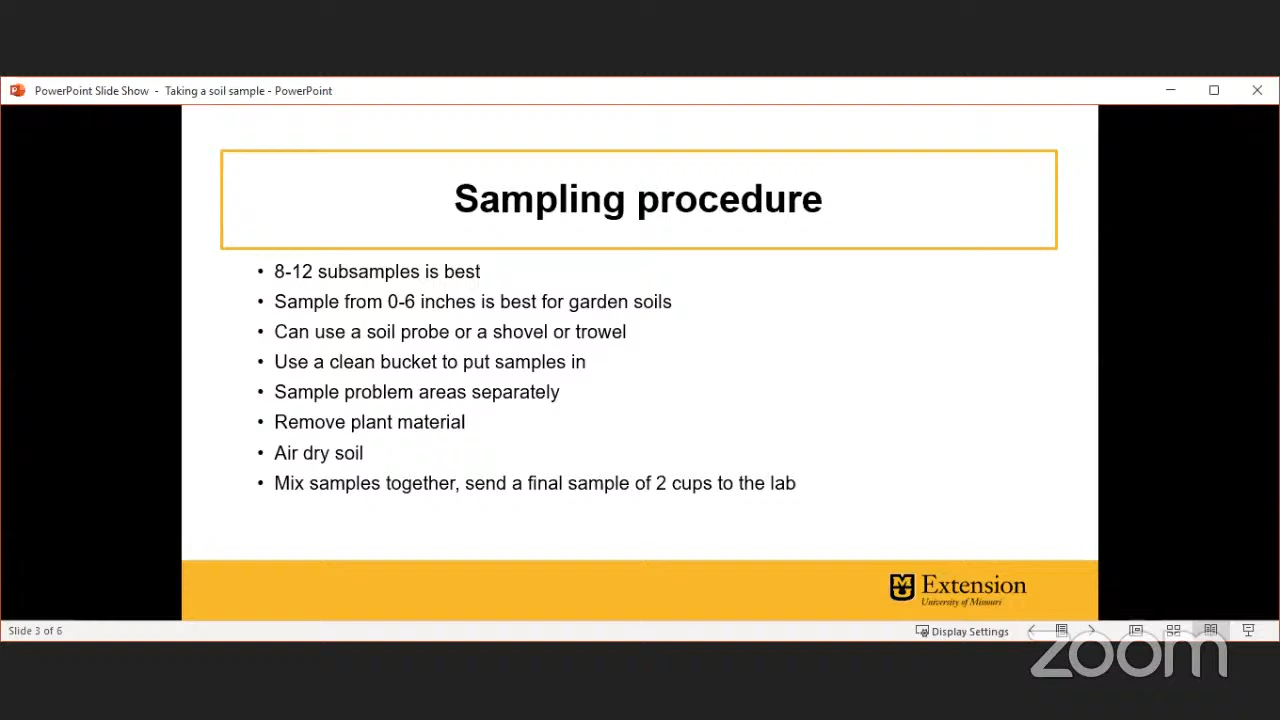 PowerPoint Slide Show - Taking a soil sample - PowerPoint
Sampling procedure
• 8-12 subsamples is best
• Sample from 0-6 inches is best for garden soils
• Can use a soil probe or a shovel or trowel
• Use a clean bucket to put samples in
• Sample problem areas separately
• Remove plant material
• Air dry soil
• Mix samples together, send a final sample of 2 cups to the lab
Extension
University of Missouri
Slide 3 of 6
Display Settings
zoom